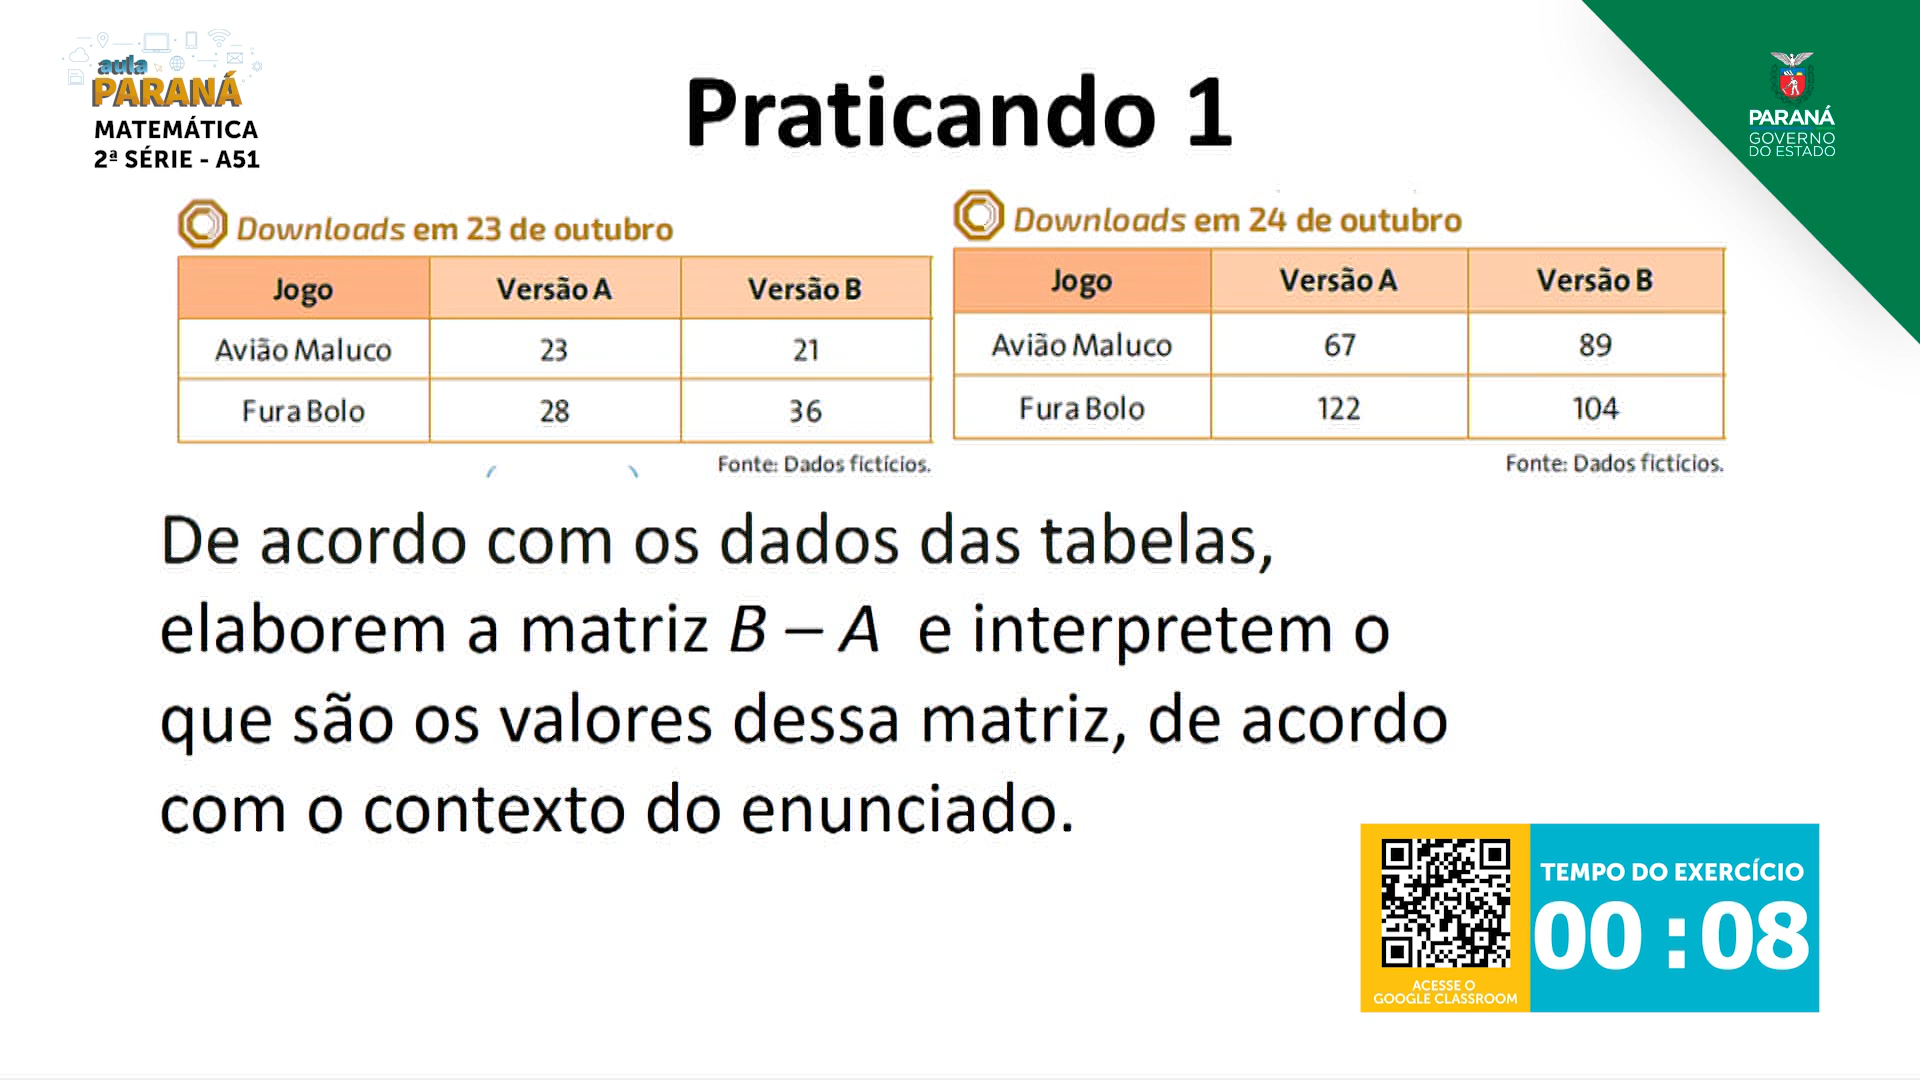 aula
PARANÁ
MATEMÁTICA
2ª SÉRIE - A51
Praticando 1
PARANÁ
GOVERNO
DO ESTADO
Downloads em 23 de outubro
Jogo Versão A Versão B
Avião Maluco 23 21
Fura Bolo 28 36
Fonte: Dados fictícios.
Downloads em 24 de outubro
Jogo Versão A Versão B
Avião Maluco 67 89
Fura Bolo 122 104
Fonte: Dados fictícios.
De acordo com os dados das tabelas,
elaborem a matriz B – A e interpretem o
que são os valores dessa matriz, de acordo
com o contexto do enunciado.
ACESSE O
GOOGLE CLASSROOM
TEMPO DO EXERCÍCIO
00 : 08